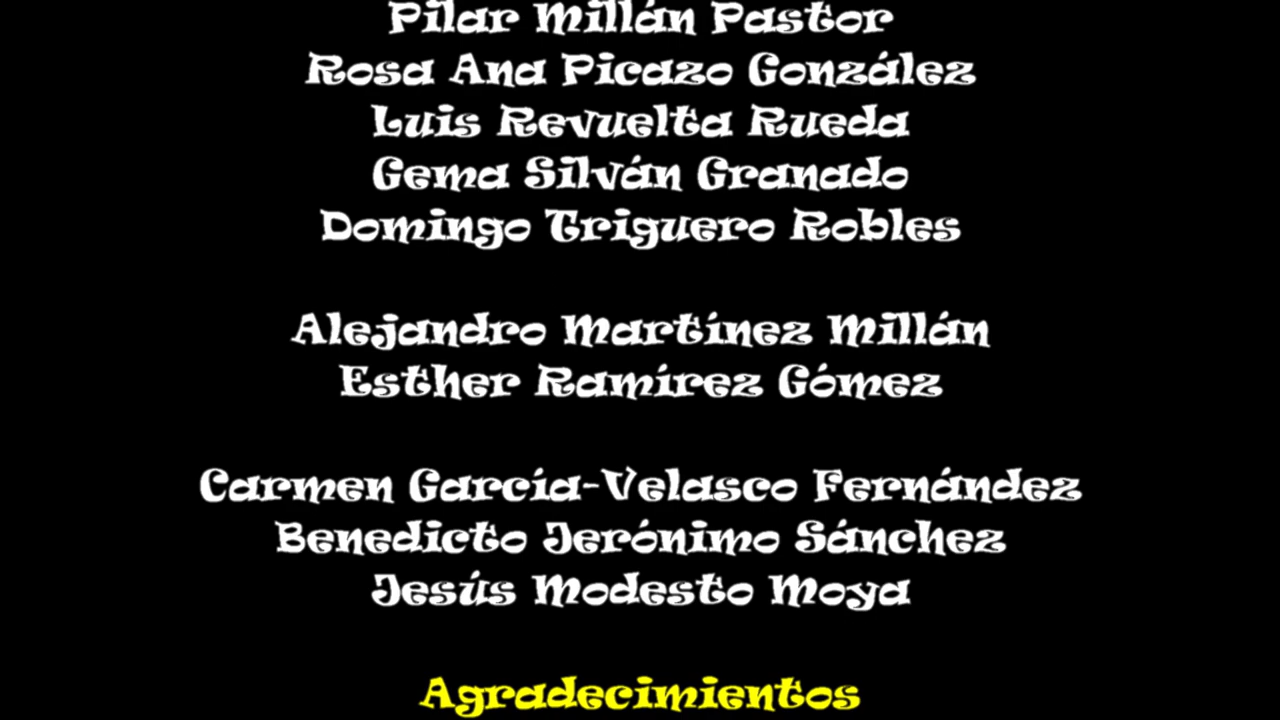 Pilar Millán Pastor
Rosa Ana Picazo González
Luis Revuelta Rueda
Gema Silván Granado
Domingo Triguero Robles
Alejandro Martínez Millán
Esther Ramírez Gómez
Carmen García-Velasco Fernández
Benedicto Jerónimo Sánchez
Jesús Modesto Moya
Agradecimientos